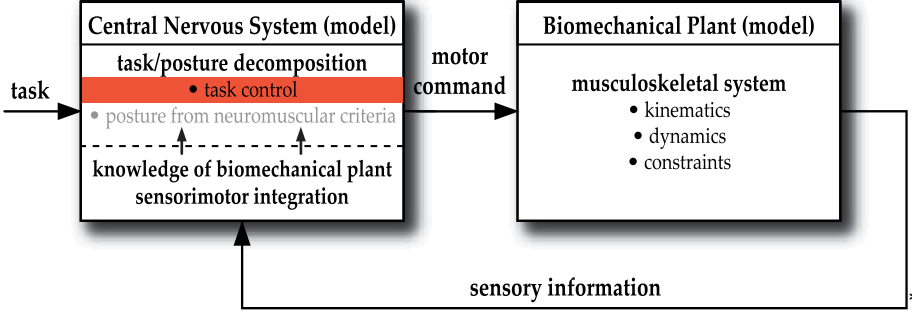 Central Nervous System (model)
task/posture decomposition
• task control
• posture from neuromuscular criteria
knowledge of biomechanical plant
sensorimotor integration
task
motor
command
Biomechanical Plant (model)
musculoskeletal system
• kinematics
• dynamics
• constraints
sensory information